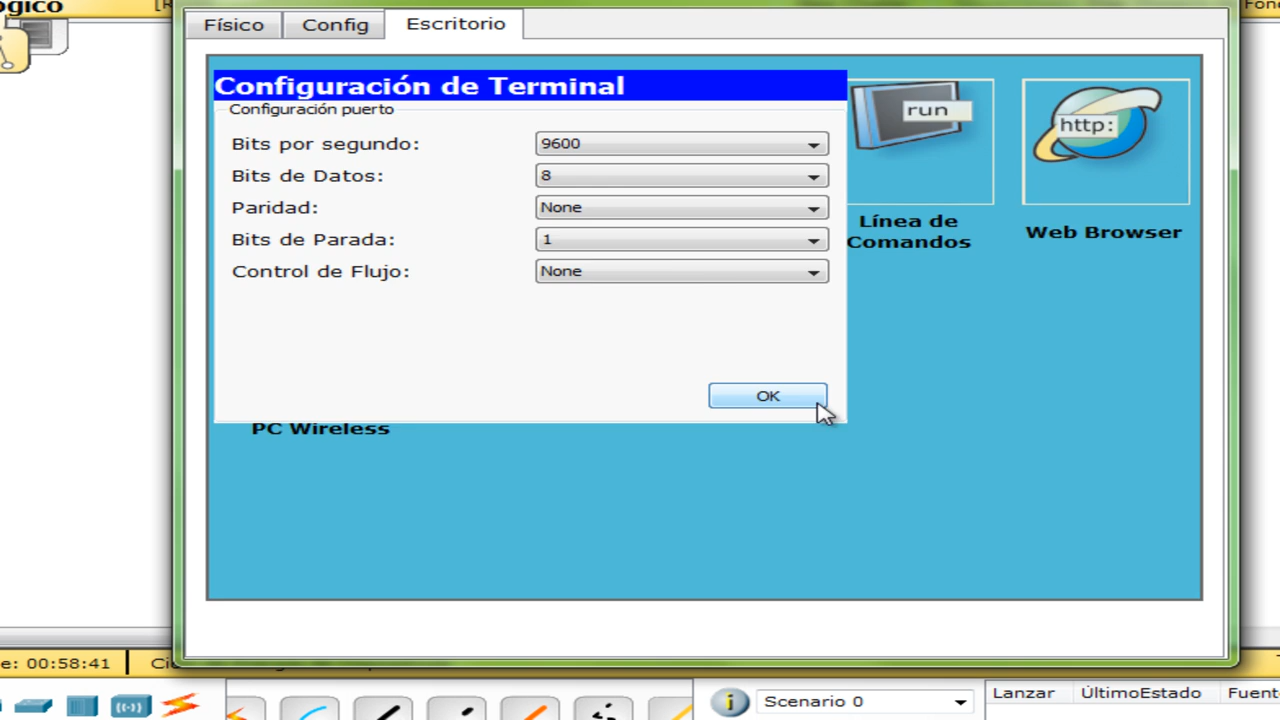 [R
Físico
Config
Escritorio
Configuración de Terminal
Configuración puerto
Bits por segundo:
9600
Bits de Datos:
8
Paridad:
None
Bits de Parada:
1
Control de Flujo:
None
OK
run
http:
Línea de
Comandos
Web Browser
PC Wireless
e: 00:58:41
Scenario 0
Lanzar
ÚltimoEstado
Fuent